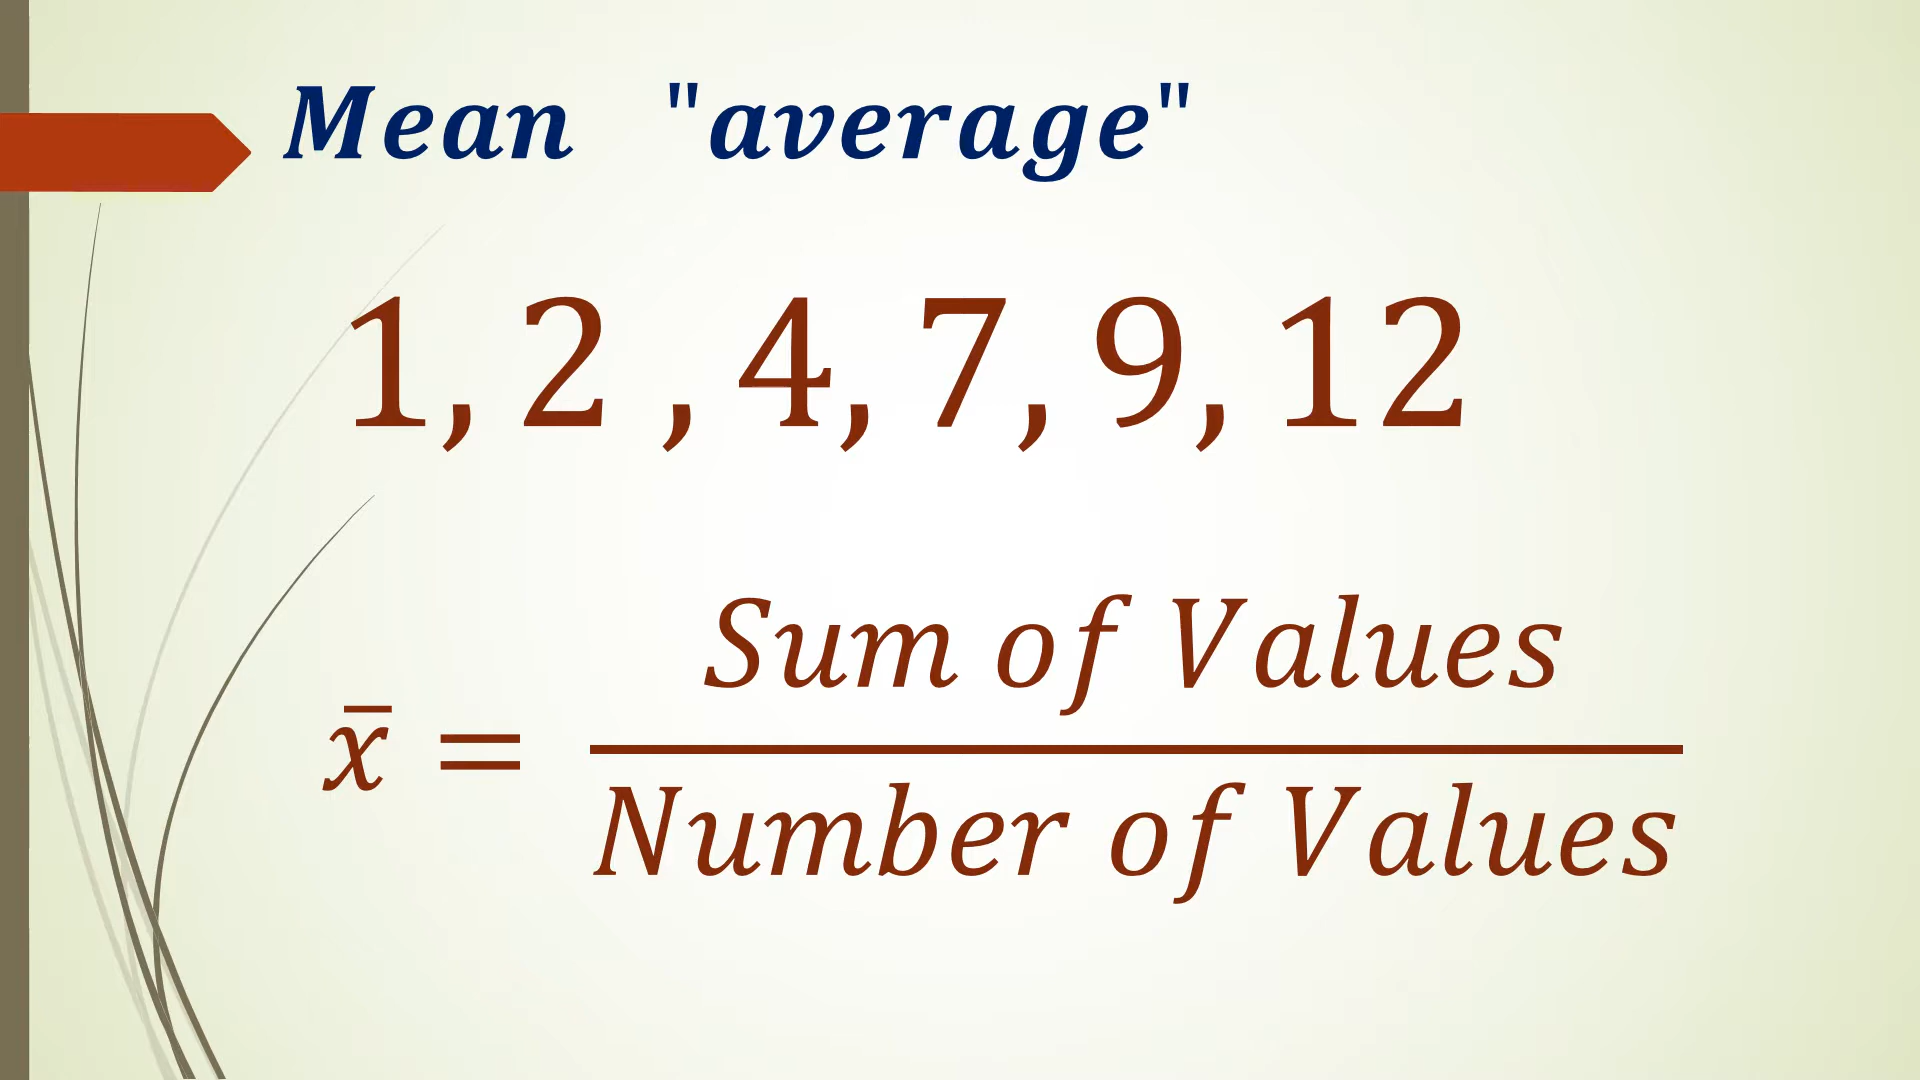 Mean "average"
1, 2 , 4, 7, 9, 12
x̄ = Sum of Values
Number of Values